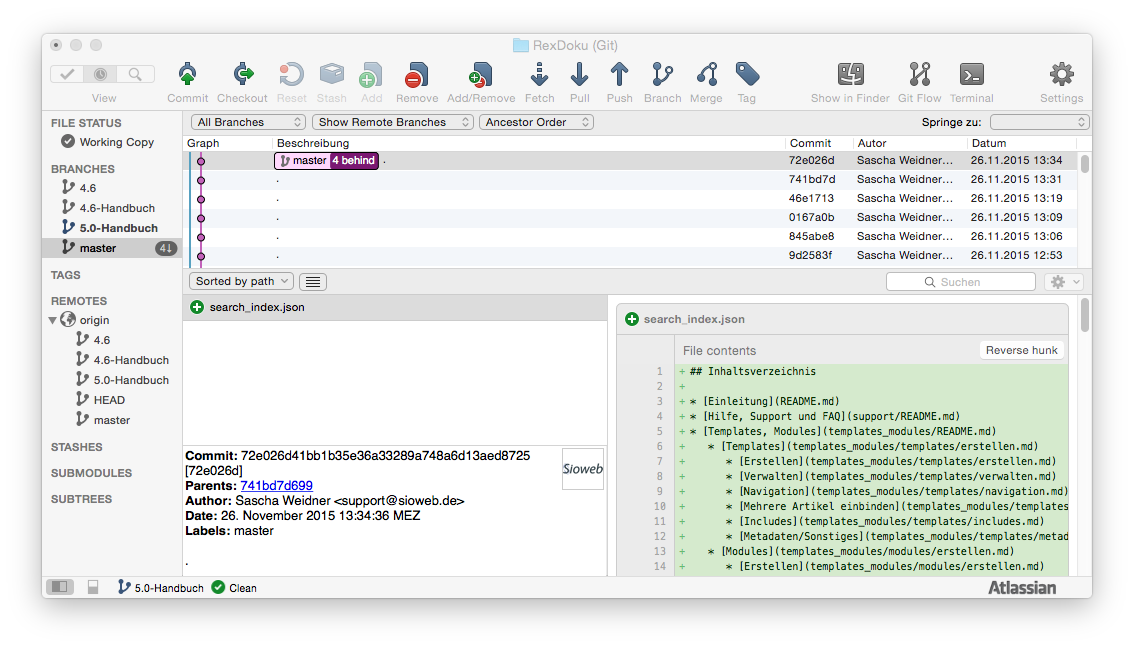 RexDoku (Git)
View
Commit
Checkout
Reset
Stash
Add
Remove
Add/Remove
Fetch
Pull
Push
Branch
Merge
Tag
Show in Finder
Git Flow
Terminal
Settings
FILE STATUS
Working Copy
BRANCHES
4.6
4.6-Handbuch
5.0-Handbuch
master 4↓
TAGS
REMOTES
origin
4.6
4.6-Handbuch
5.0-Handbuch
HEAD
master
STASHES
SUBMODULES
SUBTREES
All Branches
Show Remote Branches
Ancestor Order
Springe zu:
Graph Beschreibung Commit Autor Datum
master 4 behind . 72e026d Sascha Weidner... 26.11.2015 13:34
. 741bd7d Sascha Weidner... 26.11.2015 13:31
. 46e1713 Sascha Weidner... 26.11.2015 13:19
. 0167a0b Sascha Weidner... 26.11.2015 13:09
. 845abe8 Sascha Weidner... 26.11.2015 13:06
. 9d2583f Sascha Weidner... 26.11.2015 12:53
Sorted by path
Suchen
search_index.json
Commit: 72e026d41bb1b35e36a33289a748a6d13aed8725
[72e026d]
Parents: 741bd7d699
Author: Sascha Weidner <support@sioweb.de>
Date: 26. November 2015 13:34:36 MEZ
Labels: master
.
Sioweb
search_index.json
File contents
Reverse hunk
1 + ## Inhaltsverzeichnis
2 +
3 + * [Einleitung](README.md)
4 + * [Hilfe, Support und FAQ](support/README.md)
5 + * [Templates, Modules](templates_modules/README.md)
6 + * [Templates](templates_modules/templates/erstellen.md)
7 + * [Erstellen](templates_modules/templates/erstellen.md)
8 + * [Verwalten](templates_modules/templates/verwalten.md)
9 + * [Navigation](templates_modules/templates/navigation.md)
10 + * [Mehrere Artikel einbinden](templates_modules/templates
11 + * [Includes](templates_modules/templates/includes.md)
12 + * [Metadaten/Sonstiges](templates_modules/templates/metad
13 + * [Modules](templates_modules/modules/erstellen.md)
14 + * [Erstellen](templates_modules/modules/erstellen.md)
5.0-Handbuch
Clean
Atlassian